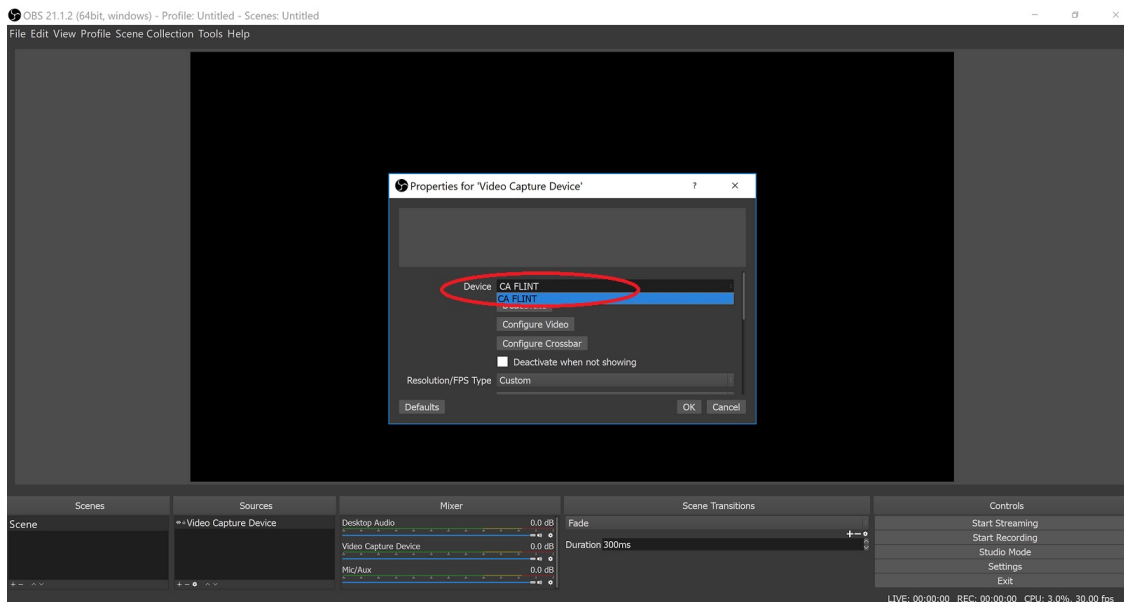 OBS 21.1.2 (64bit, windows) - Profile: Untitled - Scenes: Untitled
File Edit View Profile Scene Collection Tools Help
Properties for 'Video Capture Device'
Device CA FLINT
CA FLINT
Configure Video
Configure Crossbar
Deactivate when not showing
Resolution/FPS Type Custom
Defaults OK Cancel
Scenes Sources Mixer Scene Transitions Controls
Scene Video Capture Device Desktop Audio 0.0 dB Fade Start Streaming
Start Recording
Video Capture Device 0.0 dB Duration 300ms Studio Mode
Settings
Mic/Aux 0.0 dB
Exit
LIVE: 00:00:00 REC: 00:00:00 CPU: 3.0%, 30.00 fps